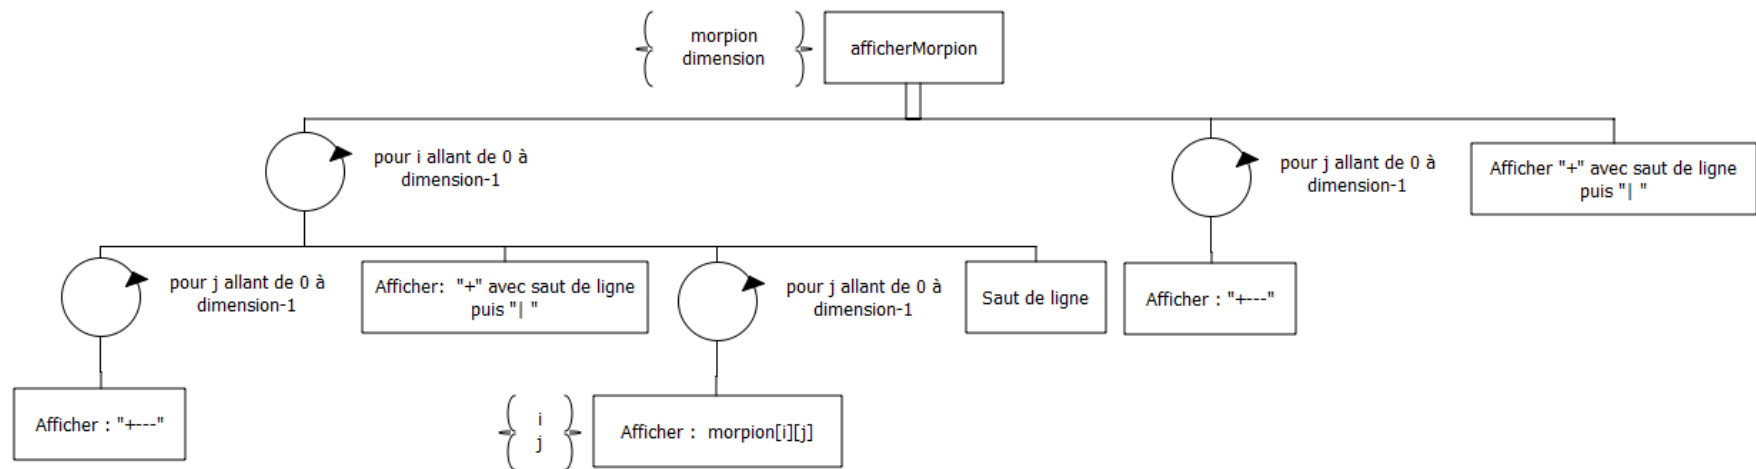 morpion
dimension
afficherMorpion
pour i allant de 0 à
dimension-1
pour j allant de 0 à
dimension-1
Afficher "+" avec saut de ligne
puis "| "
pour j allant de 0 à
dimension-1
Afficher:  "+" avec saut de ligne
puis "| "
pour j allant de 0 à
dimension-1
Saut de ligne
Afficher : "+---"
Afficher : "+---"
i
j
Afficher :  morpion[i][j]